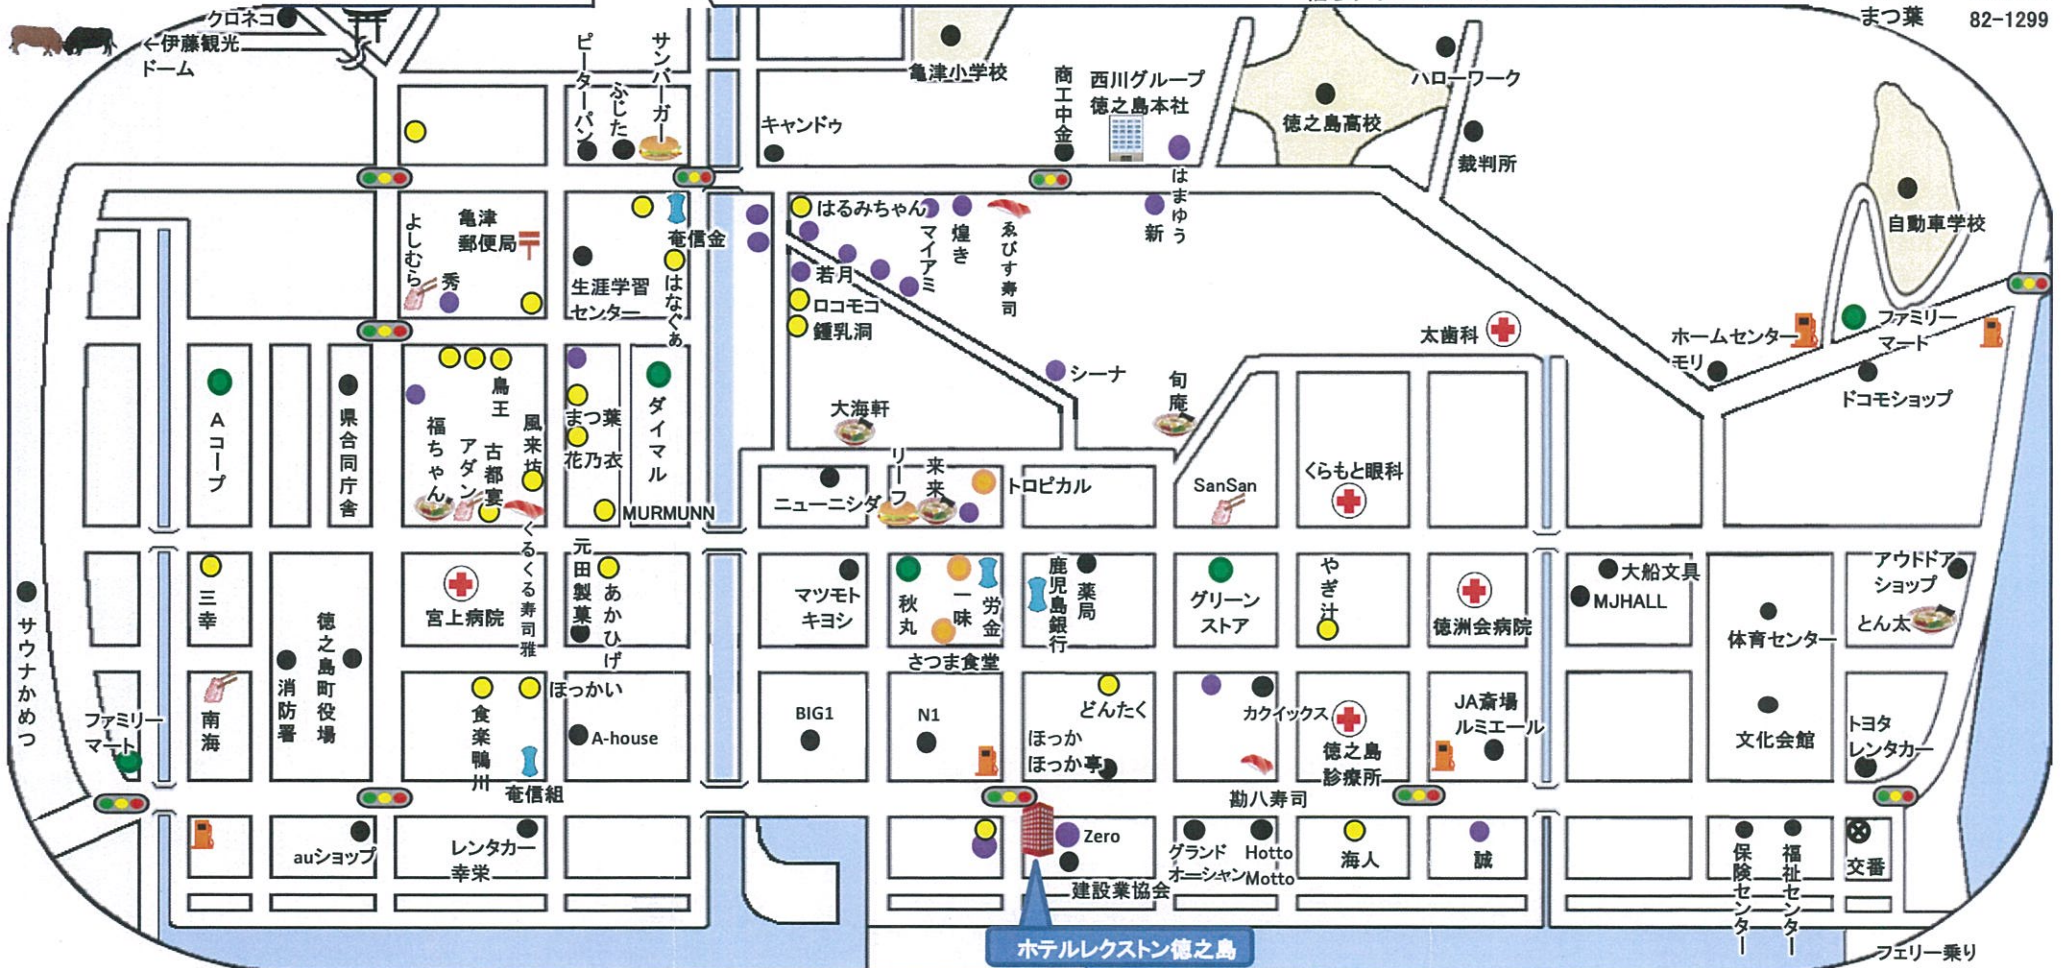 クロネコ
←伊藤観光
ドーム
ピーターパン
ふじた
サンバーガー
キャンドゥ
亀津小学校
商工中金
西川グループ
徳之島本社
はまゆう
徳之島高校
ハローワーク
裁判所
まつ葉 82-1299
自動車学校
よしむら
秀
亀津
郵便局
生涯学習
センター
奄信金
はなぐぁ
はるみちゃん
マイアミ
煌き
ゑびす寿司
新
若月
ロコモコ
鍾乳洞
シーナ
旬庵
大海軒
太歯科
ホームセンター
モリ
ファミリー
マート
ドコモショップ
Aコープ
県合同庁舎
福ちゃん
アダン
古都宴
鳥王
風来坊
まつ葉
花乃衣
ダイマル
MURMUNN
ニューニシダ
リーフ
来来
トロピカル
SanSan
くらもと眼科
サウナかめつ
三幸
徳之島町役場
消防署
宮上病院
くるくる寿司雅
元田製菓
あかひげ
マツモト
キヨシ
秋丸
一味
労金
さつま食堂
鹿児島銀行
薬局
グリーン
ストア
やぎ汁
徳洲会病院
大船文具
MJHALL
体育センター
アウトドア
ショップ
とん太
ファミリー
マート
南海
食楽鴨川
ほっかい
奄信組
A-house
BIG1
N1
どんたく
ほっか
ほっか亭
カクイックス
勘八寿司
徳之島
診療所
JA斎場
ルミエール
文化会館
トヨタ
レンタカー
auショップ
レンタカー
幸栄
Zero
建設業協会
グランド
オーシャン
Hotto
Motto
海人
誠
保険センター
福祉センター
交番
ホテルレクストン徳之島
フェリー乗り